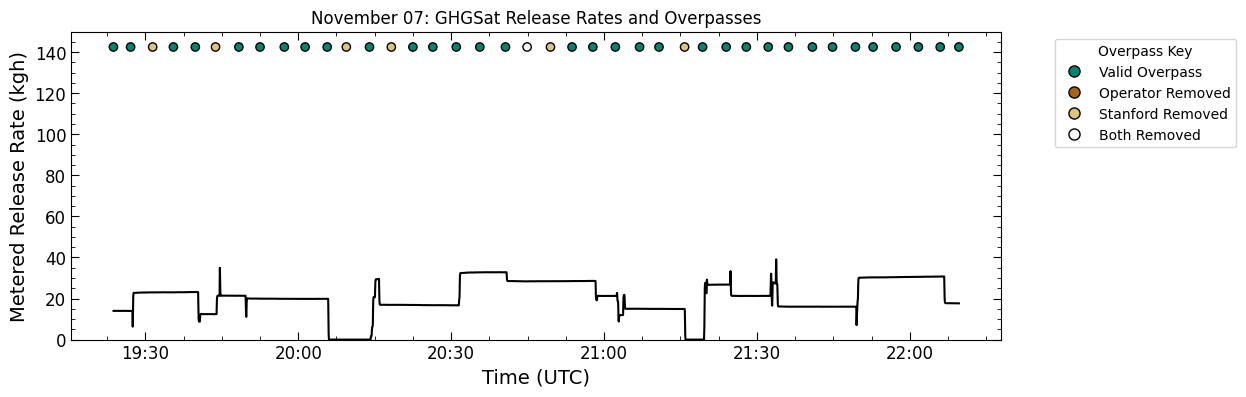 November 07: GHGSat Release Rates and Overpasses
Metered Release Rate (kgh)
140
120
100
80
60
40
20
0
19:30 20:00 20:30 21:00 21:30 22:00
Time (UTC)
Overpass Key
Valid Overpass
Operator Removed
Stanford Removed
Both Removed